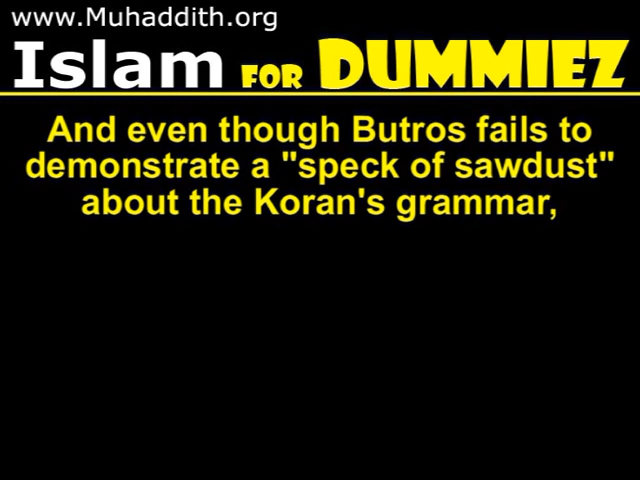 www.Muhaddith.org
Islam FOR DUMMIEZ
And even though Butros fails to
demonstrate a "speck of sawdust"
about the Koran's grammar,